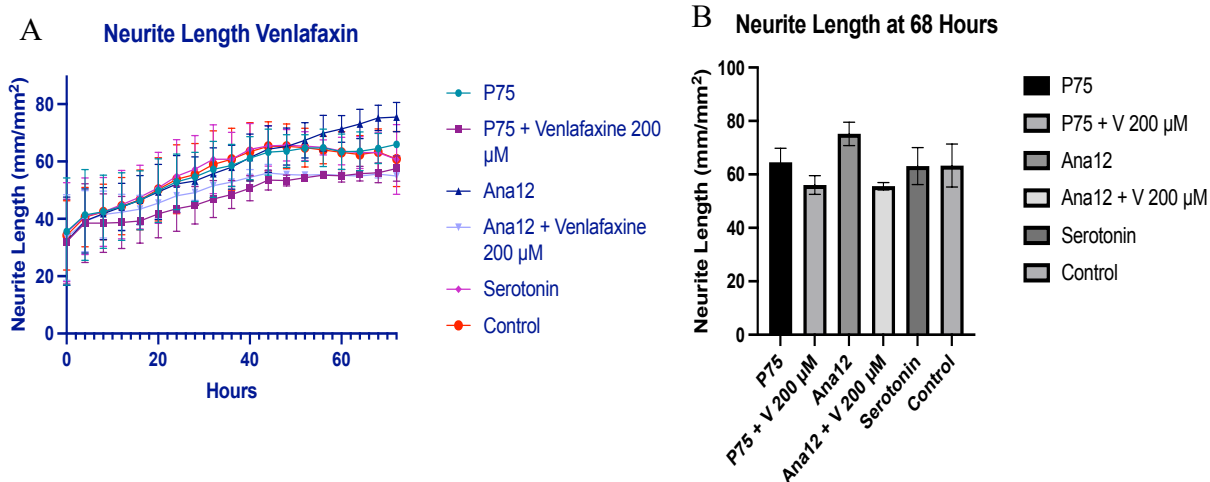 A
Neurite Length Venlafaxin
Neurite Length (mm/mm²)
100
80
60
40
20
0
0
20
40
60
Hours
P75
P75 + Venlafaxine 200
µM
Ana12
Ana12 + Venlafaxine
200 µM
Serotonin
Control
B
Neurite Length at 68 Hours
Neurite Length (mm/mm²)
100
80
60
40
20
0
P75
P75 + V 200 µM
Ana12
Ana12 + V 200 µM
Serotonin
Control
P75
P75 + V 200 µM
Ana12
Ana12 + V 200 µM
Serotonin
Control